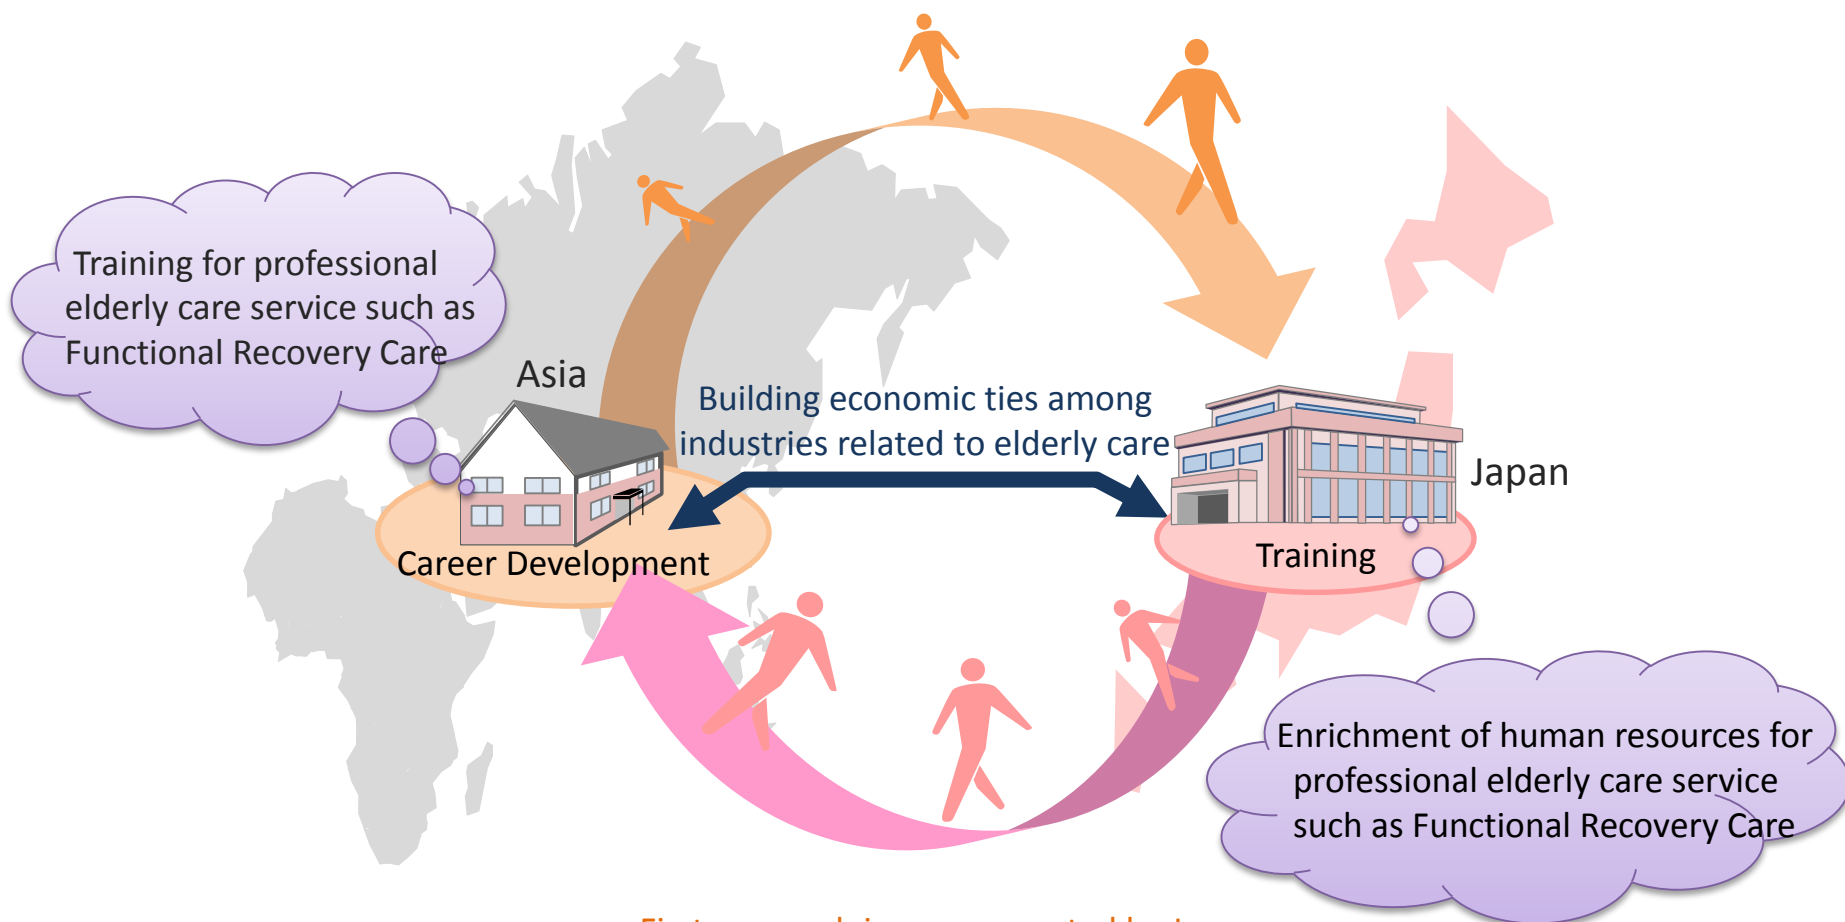 Training for professional
elderly care service such as
Functional Recovery Care
Asia
Building economic ties among
industries related to elderly care
Japan
Career Development
Training
Enrichment of human resources for
professional elderly care service
such as Functional Recovery Care